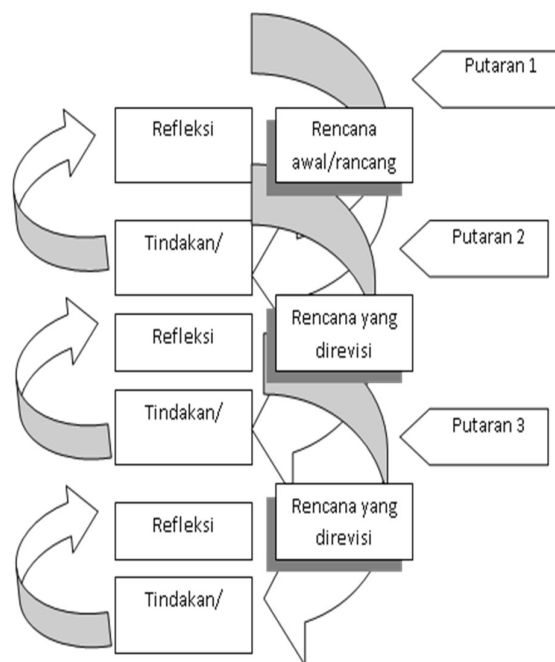 Putaran 1
Refleksi
Rencana
awal/rancang
Tindakan/
Putaran 2
Refleksi
Rencana yang
direvisi
Tindakan/
Putaran 3
Refleksi
Rencana yang
direvisi
Tindakan/